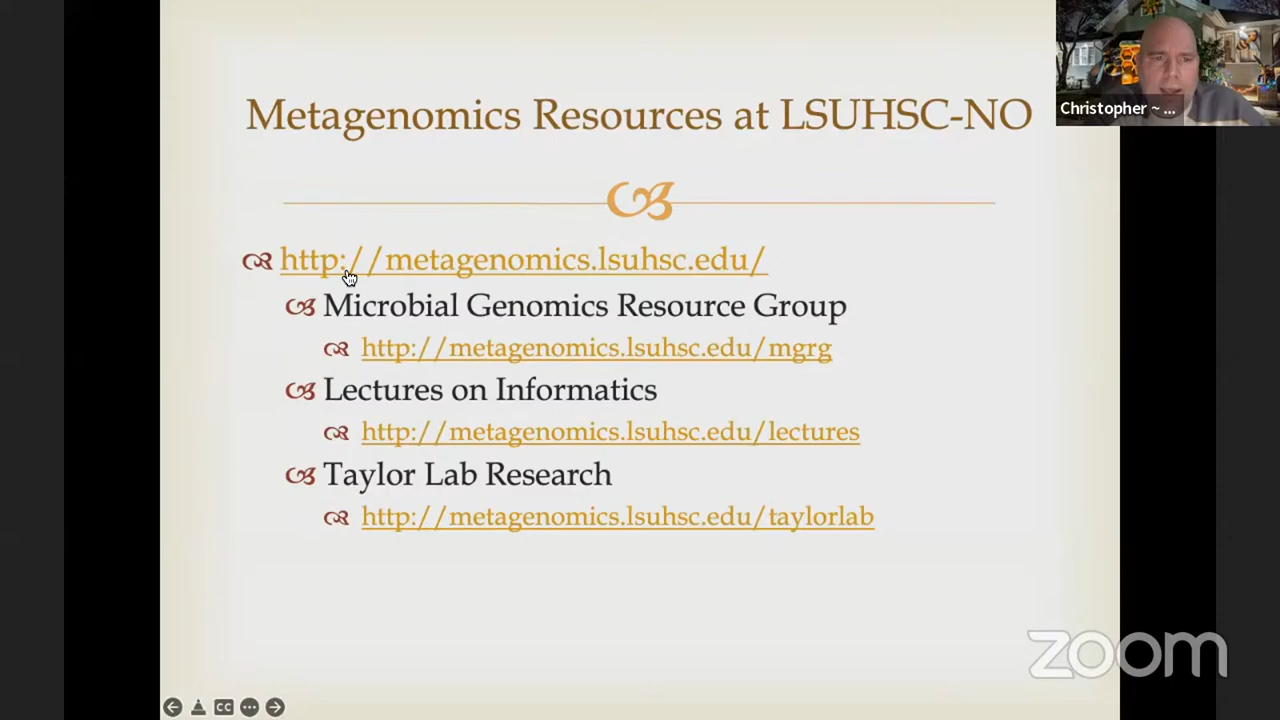 Metagenomics Resources at LSUHSC-NO
http://metagenomics.lsuhsc.edu/
Microbial Genomics Resource Group
http://metagenomics.lsuhsc.edu/mgrg
Lectures on Informatics
http://metagenomics.lsuhsc.edu/lectures
Taylor Lab Research
http://metagenomics.lsuhsc.edu/taylorlab
Christopher ~ ...
zoom
CC